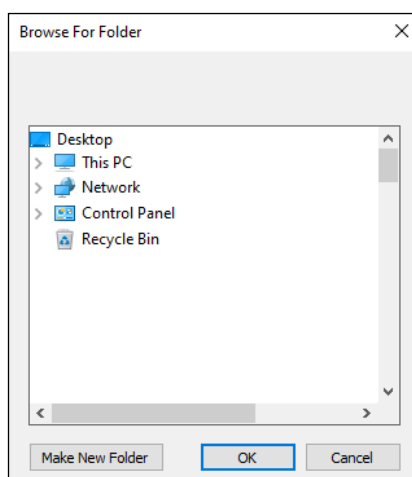 Browse For Folder
Desktop
This PC
Network
Control Panel
Recycle Bin
Make New Folder OK Cancel